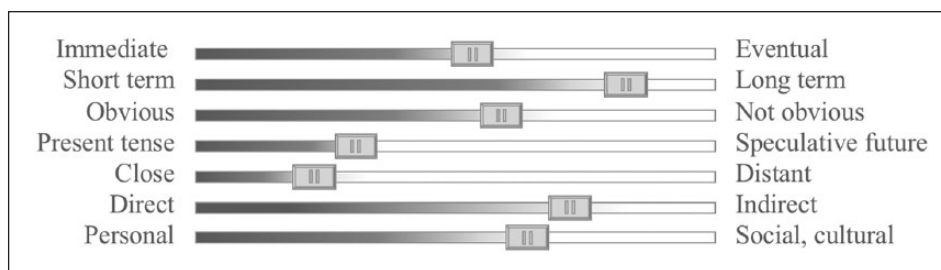 Immediate Eventual
Short term Long term
Obvious Not obvious
Present tense Speculative future
Close Distant
Direct Indirect
Personal Social, cultural